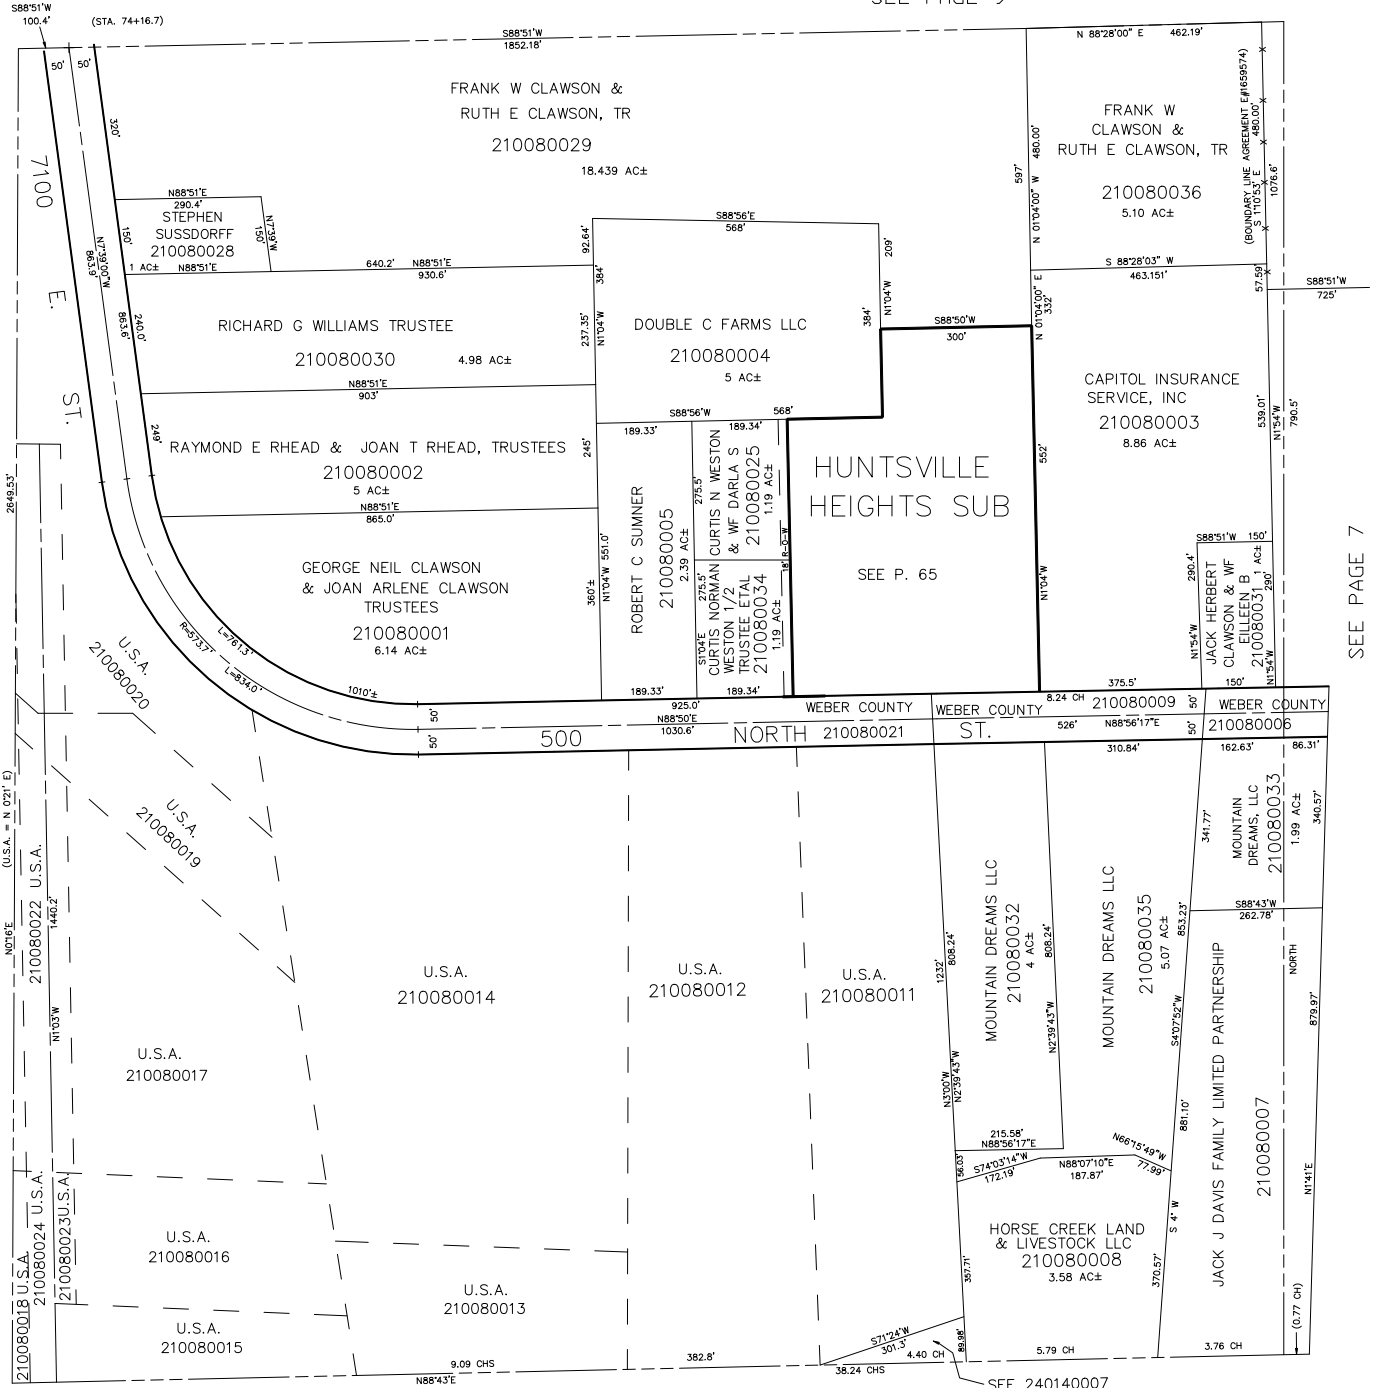 SEE PAGE 9
S88°51'W
100.4'
(STA. 74+16.7)
50'
50'
S88°51'W
1852.18'
N 88°28'00" E 462.19'
FRANK W CLAWSON &
RUTH E CLAWSON, TR
210080029
18.439 AC±
320'
597'
N 01°04'00" W 480.00'
FRANK W
CLAWSON &
RUTH E CLAWSON, TR
210080036
5.10 AC±
(BOUNDARY LINE AGREEMENT E#1659574)
S 1°10'53" E 480.00'
1076.6'
7100 E. ST.
N7°39'00"W
863.9'
863.6'
N88°51'E
290.4'
STEPHEN
SUSSDORFF
210080028
1 AC±
150'
150'
N7°39'W
N88°51'E
640.2' N88°51'E
930.6'
92.64'
384'
S88°56'E
568'
209'
N1°04'W
384'
S 88°28'03" W
463.151'
57.59'
S88°51'W
725'
240.0'
RICHARD G WILLIAMS TRUSTEE
210080030
4.98 AC±
237.35'
N1°04'W
DOUBLE C FARMS LLC
210080004
5 AC±
S88°50'W
300'
N 01°04'00" E
332'
N88°51'E
903'
249'
RAYMOND E RHEAD & JOAN T RHEAD, TRUSTEES
210080002
5 AC±
245'
S88°56'W
568'
189.33'
189.34'
CAPITOL INSURANCE
SERVICE, INC
210080003
8.86 AC±
539.01'
N1°54'W
790.5'
N88°51'E
865.0'
GEORGE NEIL CLAWSON
& JOAN ARLENE CLAWSON
TRUSTEES
210080001
6.14 AC±
360'±
N1°04'W 551.0'
ROBERT C SUMNER
210080005
2.39 AC±
275.5'
CURTIS N WESTON
& WF DARLA S
210080025
1.19 AC±
18' R-O-W
S1°04'E
275.5'
CURTIS NORMAN
WESTON 1/2
TRUSTEE ETAL
210080034
1.19 AC±
HUNTSVILLE
HEIGHTS SUB
SEE P. 65
552'
N1°04'W
S88°51'W 150'
290.4'
N1°54'W
JACK HERBERT
CLAWSON & WF
EILLEEN B
210080031
1 AC±
290'
N1°54'W
SEE PAGE 7
2649.53'
R=573.7'
L=761.3'
L=834.0'
1010'±
50'
50'
189.33'
189.34'
925.0'
N88°50'E
1030.6'
500 NORTH ST.
WEBER COUNTY
210080021
WEBER COUNTY
8.24 CH
210080009
375.5'
150'
526'
N88°56'17"E
50'
50'
WEBER COUNTY
210080006
U.S.A.
210080020
U.S.A.
210080019
(U.S.A. = N 0°21' E)
N0°16'E
210080022 U.S.A.
1440.2'
N1°03'W
310.84'
162.63'
86.31'
341.77'
MOUNTAIN
DREAMS, LLC
210080033
1.99 AC±
340.57'
S88°43'W
262.78'
U.S.A.
210080014
U.S.A.
210080012
U.S.A.
210080011
1232'
808.24'
N3°00'W
N2°39'43"W
MOUNTAIN DREAMS LLC
210080032
4 AC±
808.24'
N2°39'43"W
MOUNTAIN DREAMS LLC
210080035
5.07 AC±
853.23'
S4°07'52"W
881.10'
S 4° W
JACK J DAVIS FAMILY LIMITED PARTNERSHIP
210080007
NORTH
879.97'
N1°41'E
U.S.A.
210080017
215.58'
N88°56'17"E
56.03'
S74°03'14"W
172.19'
N88°07'10"E
187.87'
N66°15'49"W
77.99'
210080018 U.S.A.
210080024 U.S.A.
210080023 U.S.A.
U.S.A.
210080016
U.S.A.
210080015
U.S.A.
210080013
HORSE CREEK LAND
& LIVESTOCK LLC
210080008
3.58 AC±
357.71'
370.57'
89.98'
(0.77 CH)
S71°24'W
301.3'
9.09 CHS
382.8'
38.24 CHS
4.40 CH
5.79 CH
3.76 CH
N88°43'E
SEE 240140007